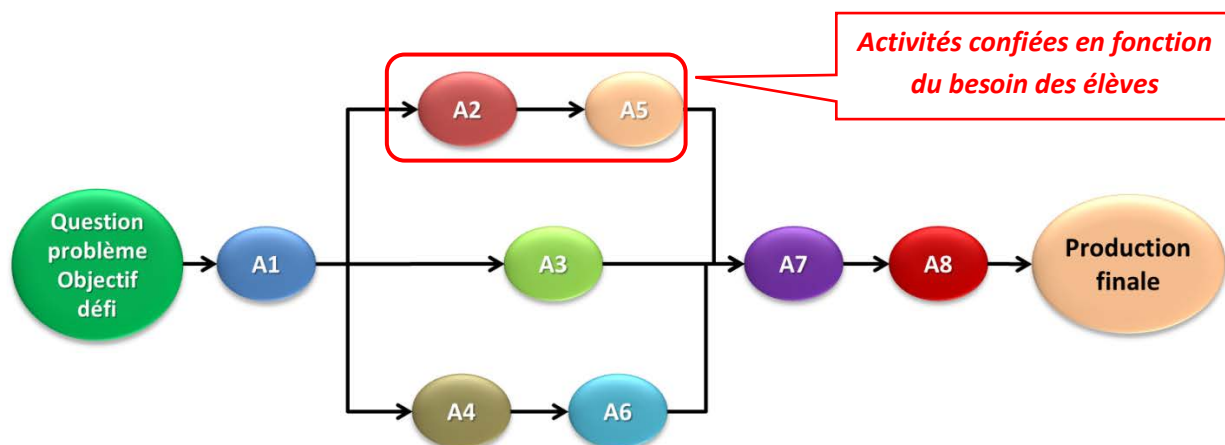 Activités confiées en fonction
du besoin des élèves
A2
A5
Question
problème
Objectif
défi
A1
A3
A7
A8
Production
finale
A4
A6